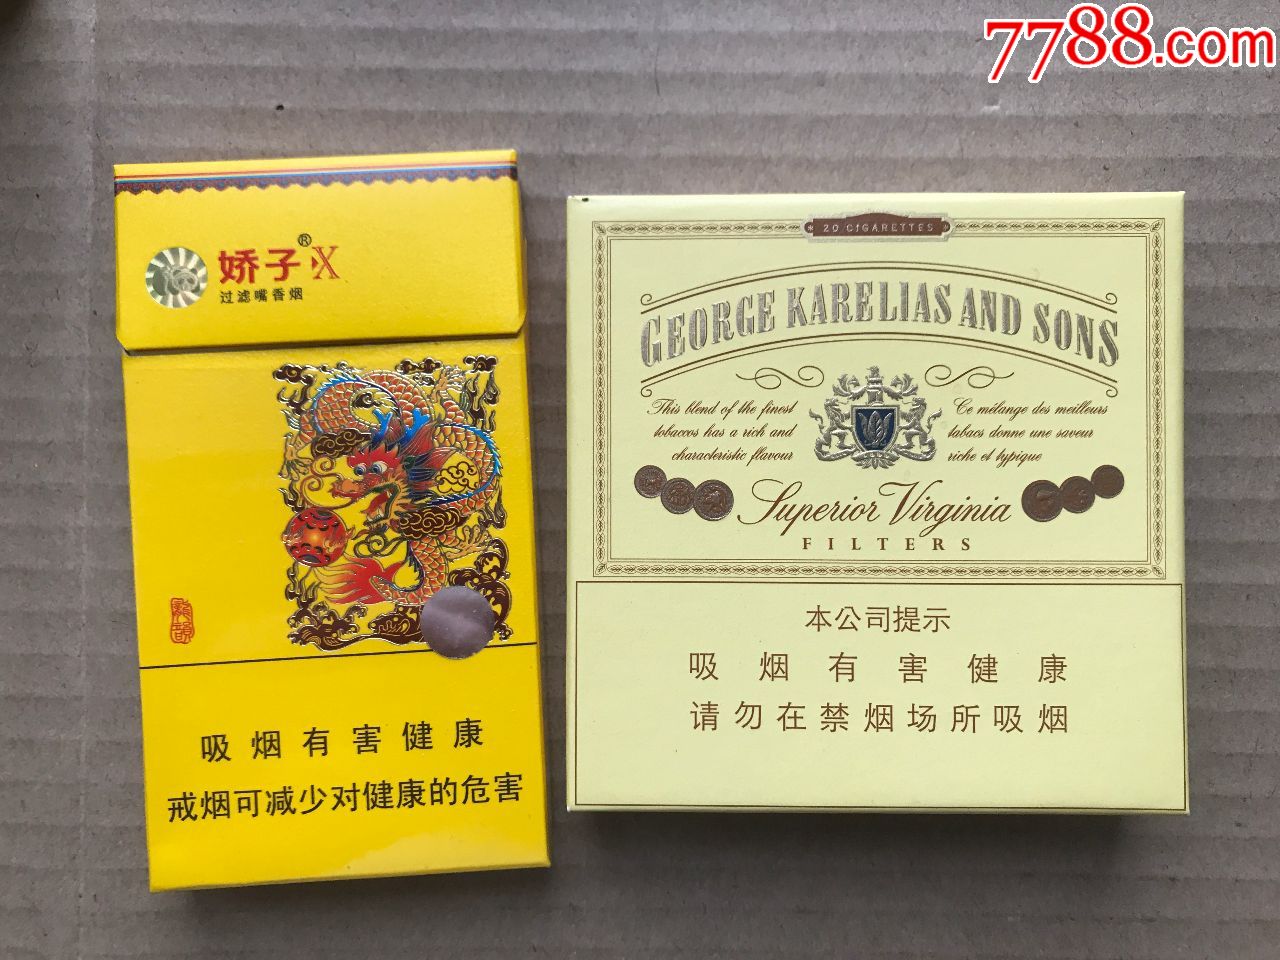 7788.com
娇子®X
过滤嘴香烟
龍韻
吸烟有害健康
戒烟可减少对健康的危害
20 CIGARETTES
GEORGE KARELIAS AND SONS
This blend of the finest
tobaccos has a rich and
characteristic flavour
Ce mélange des meilleurs
tabacs donne une saveur
riche et typique
Superior Virginia
FILTERS
本公司提示
吸烟有害健康
请勿在禁烟场所吸烟